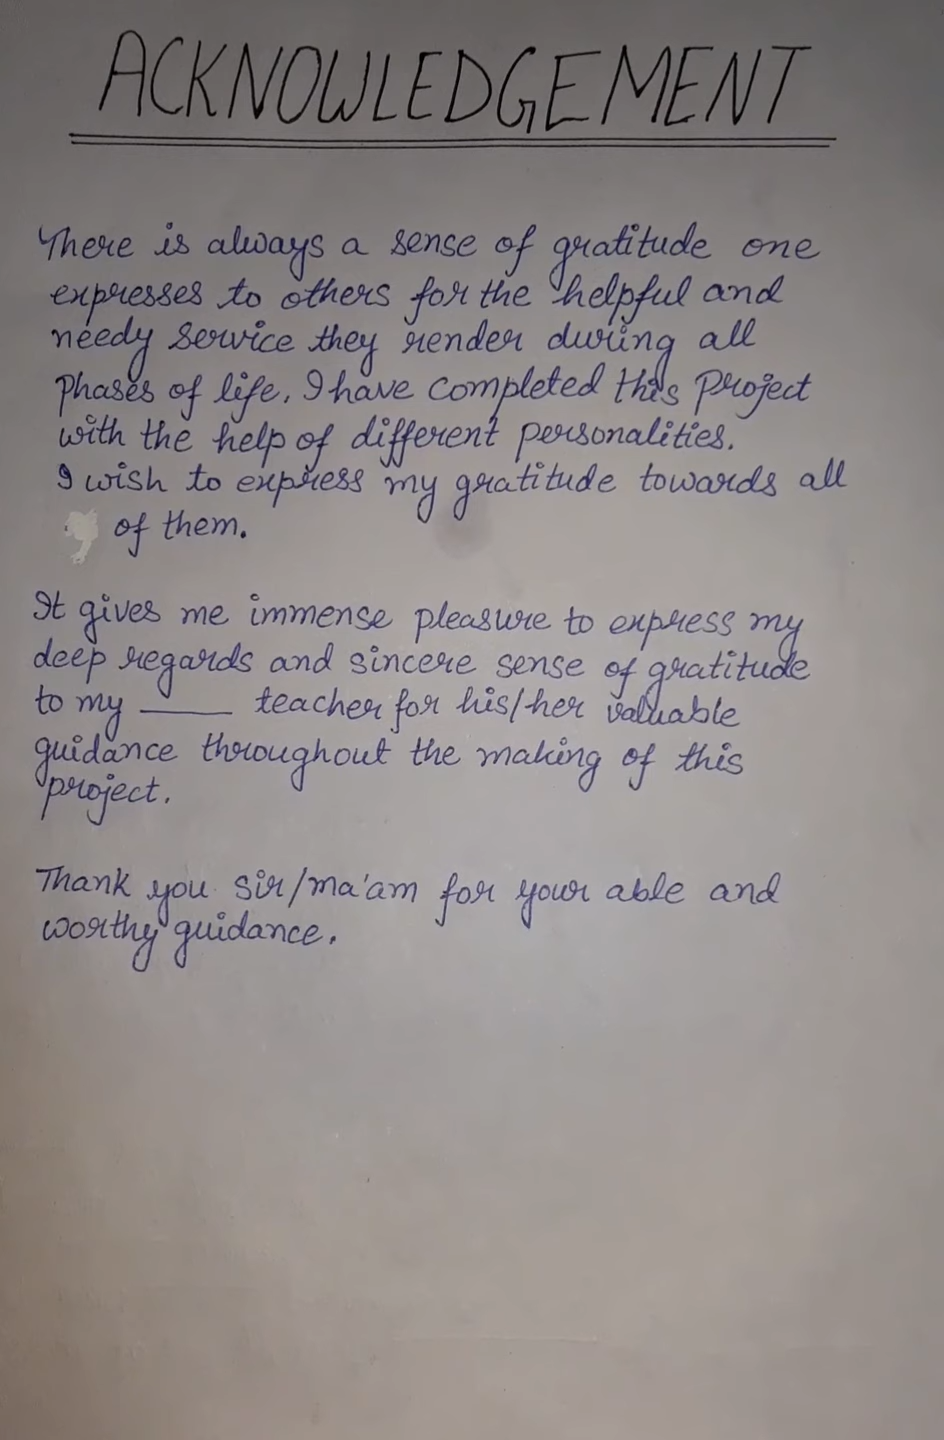 ACKNOWLEDGEMENT
There is always a sense of gratitude one
expresses to others for the helpful and
needy service they render during all
phases of life. I have completed this Project
with the help of different personalities.
I wish to express my gratitude towards all
of them.
It gives me immense pleasure to express my
deep regards and sincere sense of gratitude
to my _____ teacher for his/her valuable
guidance throughout the making of this
project.
Thank you sir/ma'am for your able and
worthy guidance.